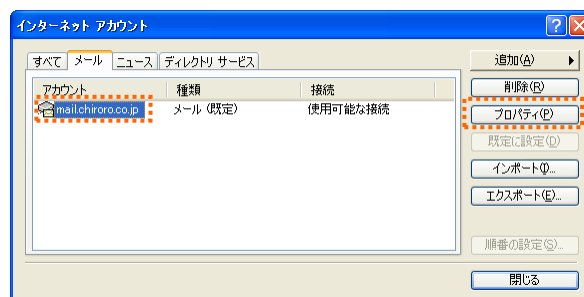 インターネット アカウント
すべて メール ニュース ディレクトリ サービス
追加(A)
アカウント 種類 接続
mail.chiroro.co.jp メール (既定) 使用可能な接続
削除(R)
プロパティ(P)
既定に設定(D)
インポート(I)...
エクスポート(E)...
順番の設定(S)...
閉じる